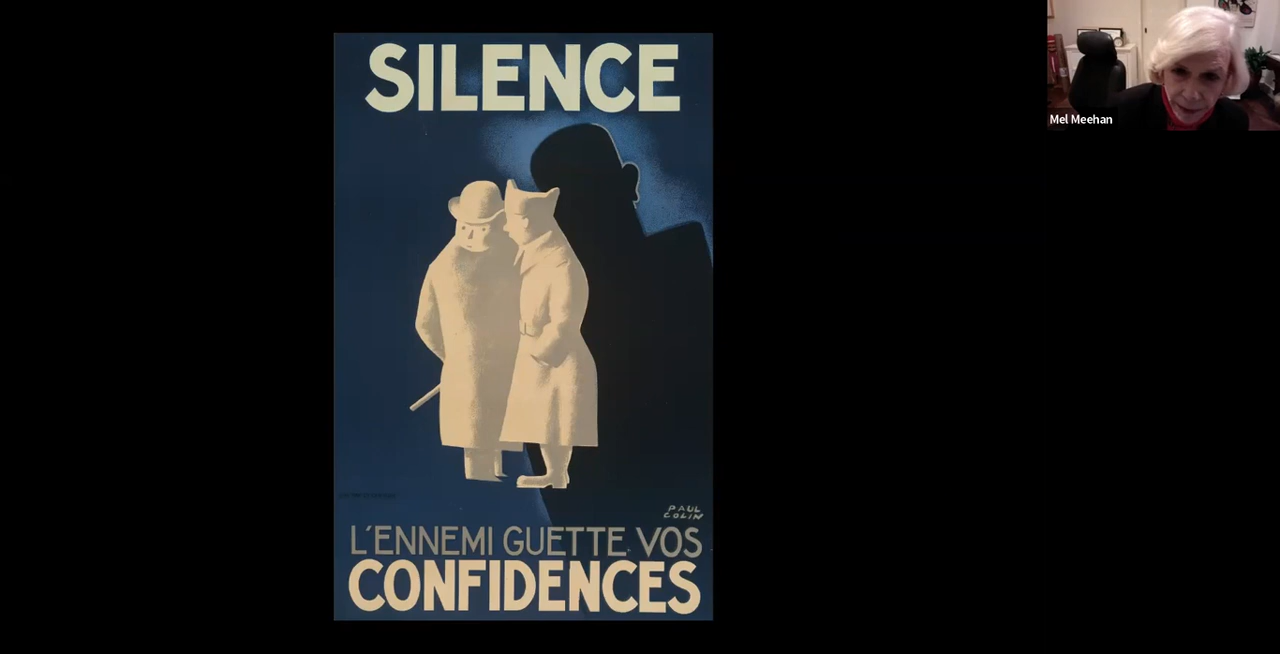 SILENCE
PAUL
COLIN
L'ENNEMI GUETTE VOS
CONFIDENCES
Mel Meehan